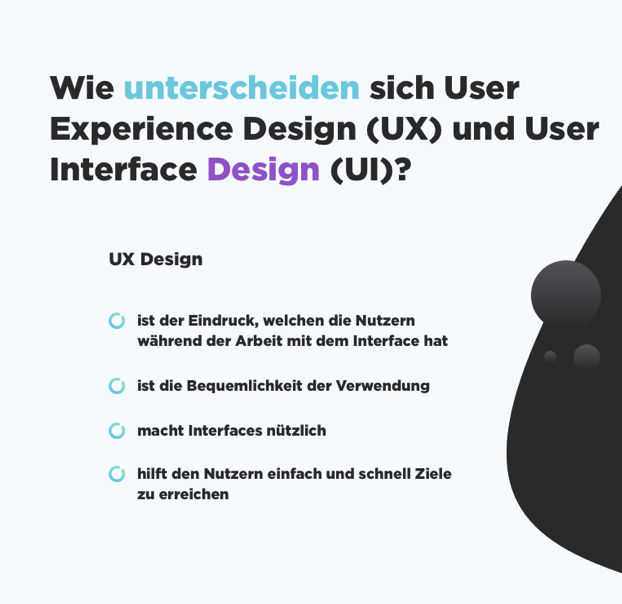 Wie unterscheiden sich User
Experience Design (UX) und User
Interface Design (UI)?
UX Design
ist der Eindruck, welchen die Nutzern
während der Arbeit mit dem Interface hat
ist die Bequemlichkeit der Verwendung
macht Interfaces nützlich
hilft den Nutzern einfach und schnell Ziele
zu erreichen